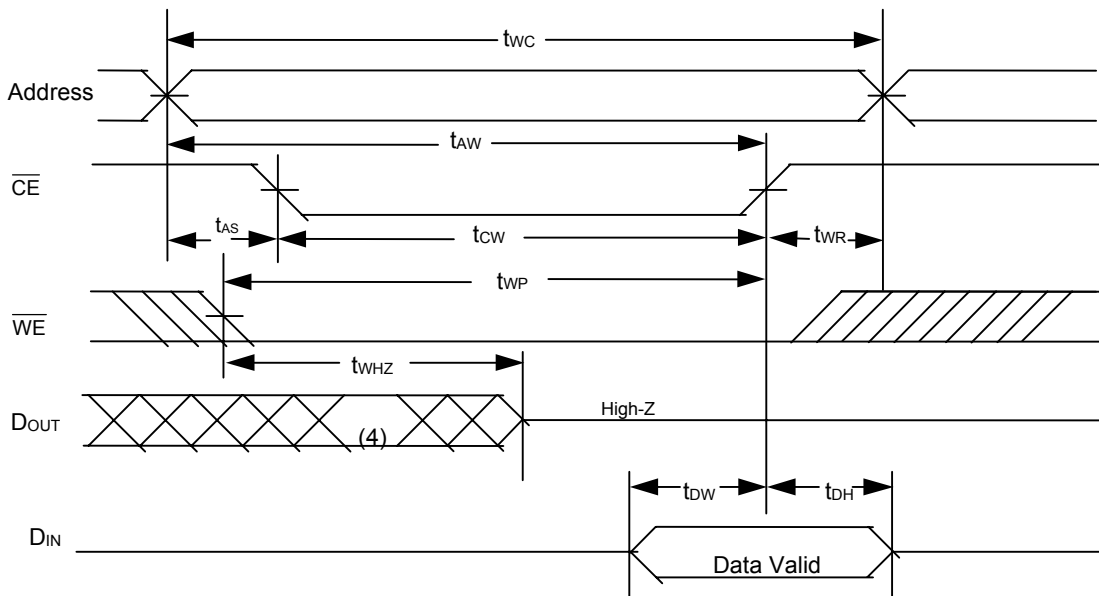 tWC
Address
tAW
CE
tAS
tCW
tWR
tWP
WE
tWHZ
DOUT
(4)
High-Z
tDW
tDH
DIN
Data Valid